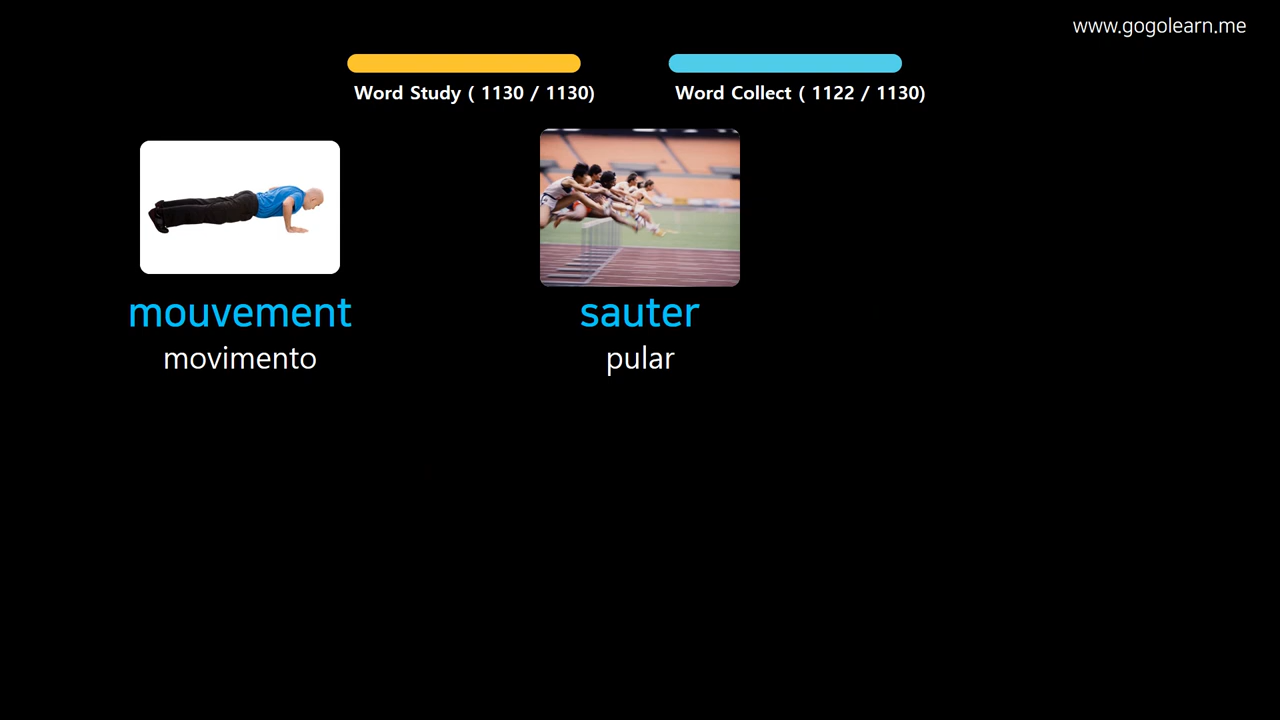 www.gogolearn.me
Word Study ( 1130 / 1130)
Word Collect ( 1122 / 1130)
mouvement
movimento
sauter
pular